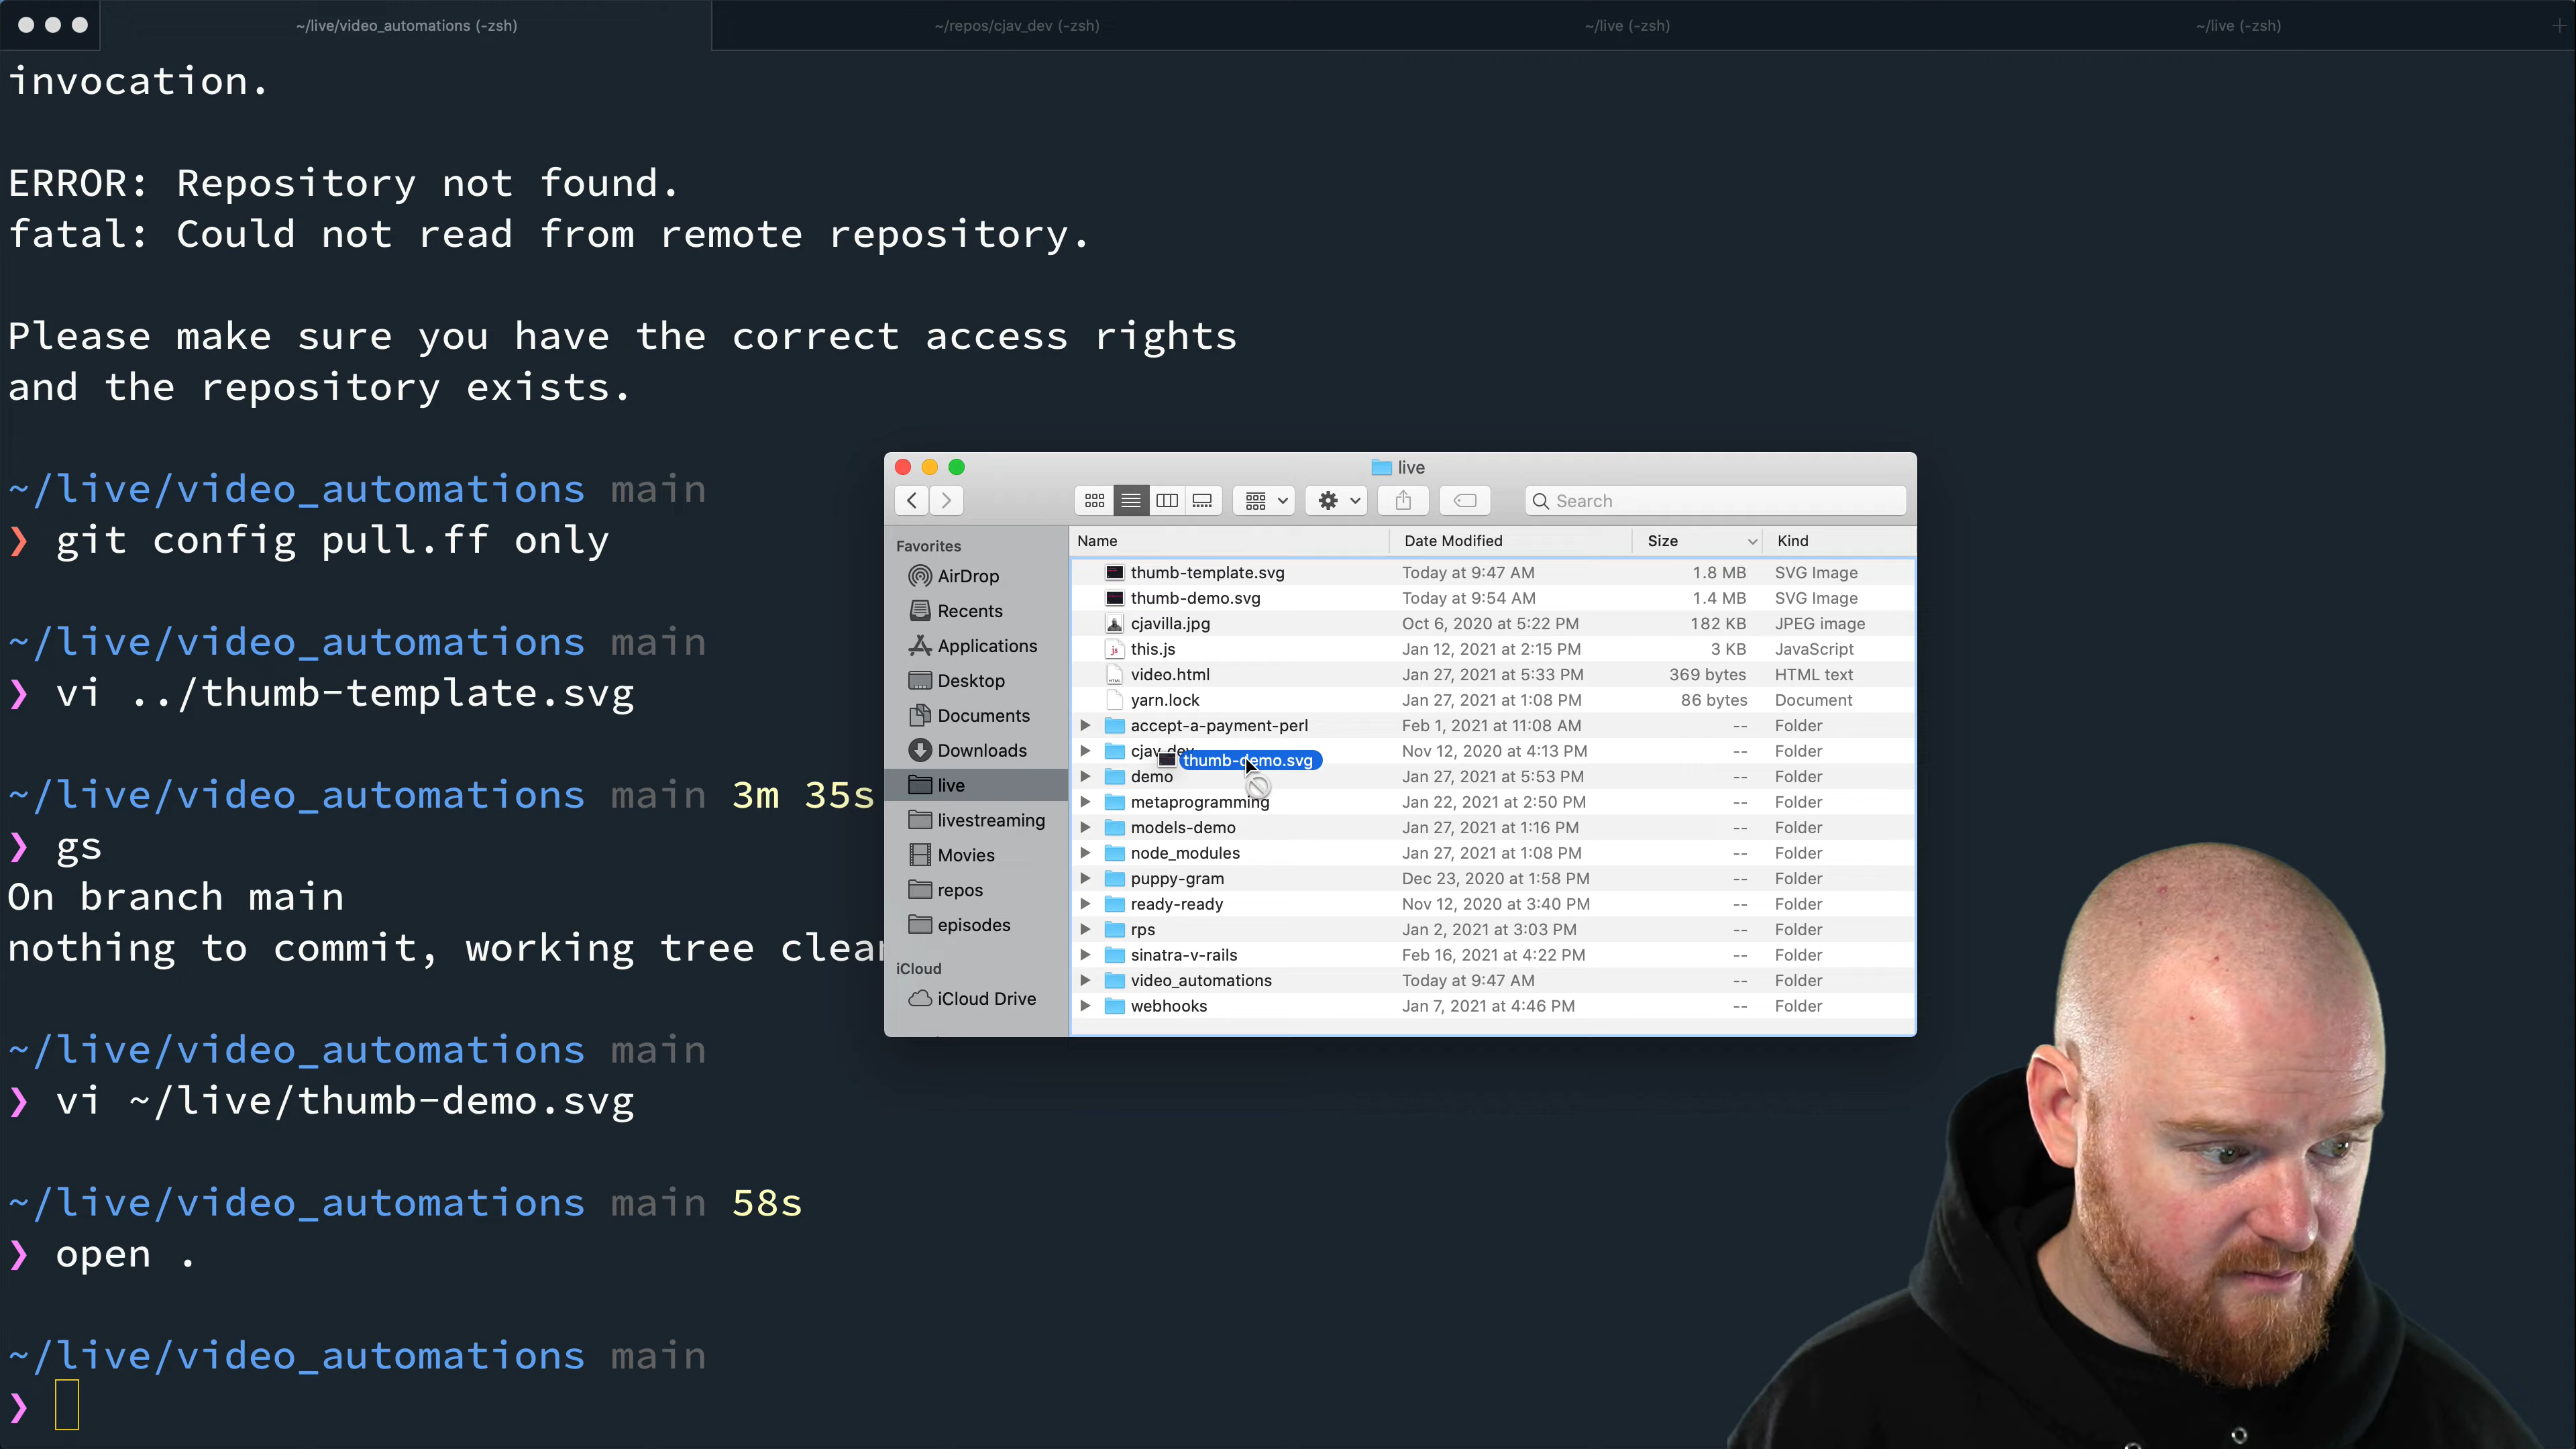 ~/live/video_automations (-zsh)
~/repos/cjav_dev (-zsh)
~/live (-zsh)
~/live (-zsh)
invocation.
ERROR: Repository not found.
fatal: Could not read from remote repository.
Please make sure you have the correct access rights
and the repository exists.
~/live/video_automations main
❯ git config pull.ff only
~/live/video_automations main
❯ vi ../thumb-template.svg
~/live/video_automations main 3m 35s
❯ gs
On branch main
nothing to commit, working tree clean
~/live/video_automations main
❯ vi ~/live/thumb-demo.svg
~/live/video_automations main 58s
❯ open .
~/live/video_automations main
❯
live
Search
Favorites
AirDrop
Recents
Applications
Desktop
Documents
Downloads
live
livestreaming
Movies
repos
episodes
iCloud
iCloud Drive
Name Date Modified Size Kind
thumb-template.svg Today at 9:47 AM 1.8 MB SVG Image
thumb-demo.svg Today at 9:54 AM 1.4 MB SVG Image
cjavilla.jpg Oct 6, 2020 at 5:22 PM 182 KB JPEG image
this.js Jan 12, 2021 at 2:15 PM 3 KB JavaScript
video.html Jan 27, 2021 at 5:33 PM 369 bytes HTML text
yarn.lock Jan 27, 2021 at 1:08 PM 86 bytes Document
accept-a-payment-perl Feb 1, 2021 at 11:08 AM -- Folder
cjav_dev Nov 12, 2020 at 4:13 PM -- Folder
thumb-demo.svg
demo Jan 27, 2021 at 5:53 PM -- Folder
metaprogramming Jan 22, 2021 at 2:50 PM -- Folder
models-demo Jan 27, 2021 at 1:16 PM -- Folder
node_modules Jan 27, 2021 at 1:08 PM -- Folder
puppy-gram Dec 23, 2020 at 1:58 PM -- Folder
ready-ready Nov 12, 2020 at 3:40 PM -- Folder
rps Jan 2, 2021 at 3:03 PM -- Folder
sinatra-v-rails Feb 16, 2021 at 4:22 PM -- Folder
video_automations Today at 9:47 AM -- Folder
webhooks Jan 7, 2021 at 4:46 PM -- Folder